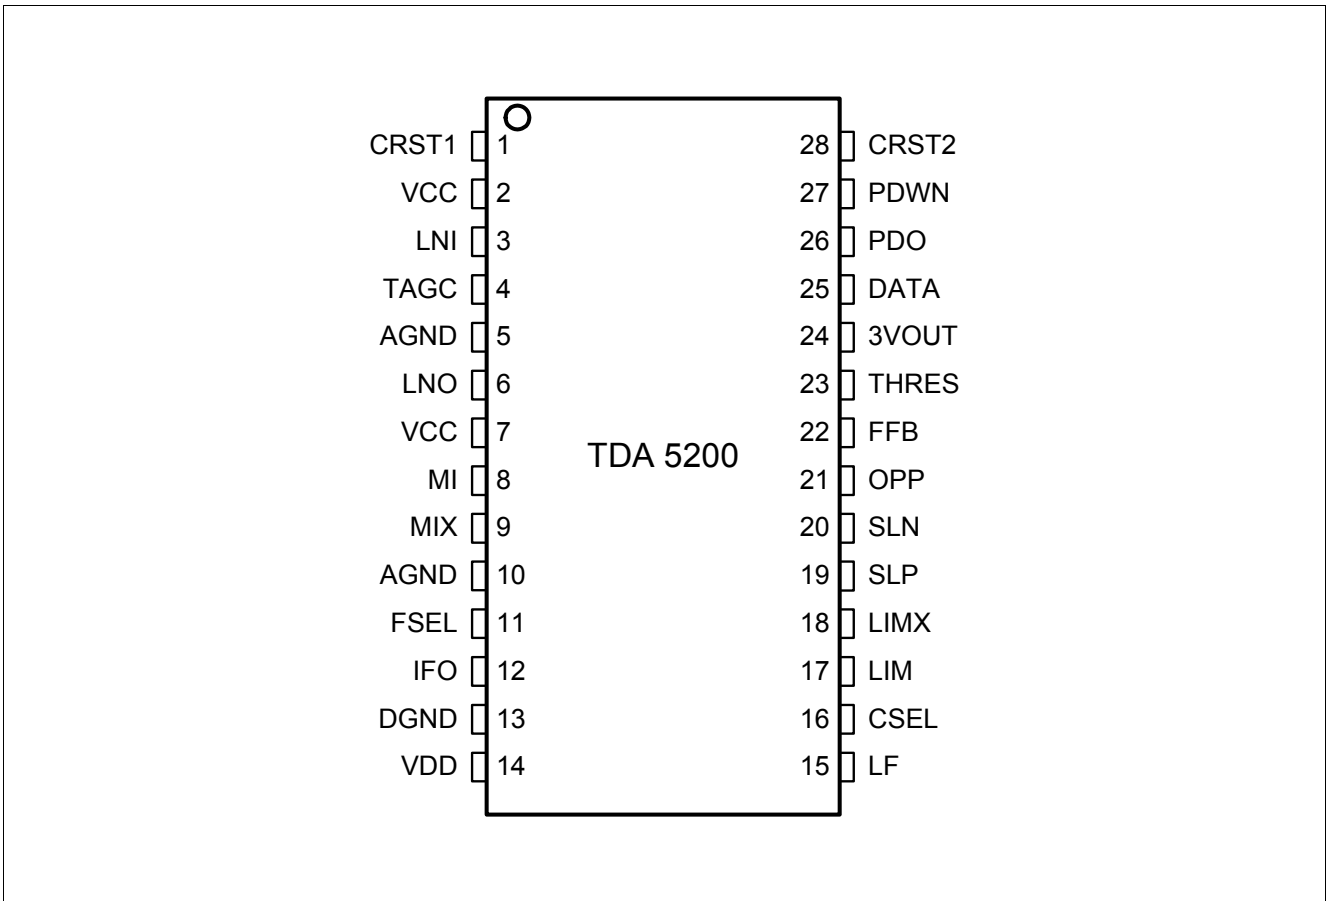 CRST1 1 28 CRST2
VCC 2 27 PDWN
LNI 3 26 PDO
TAGC 4 25 DATA
AGND 5 24 3VOUT
LNO 6 23 THRES
VCC 7 22 FFB
TDA 5200
MI 8 21 OPP
MIX 9 20 SLN
AGND 10 19 SLP
FSEL 11 18 LIMX
IFO 12 17 LIM
DGND 13 16 CSEL
VDD 14 15 LF